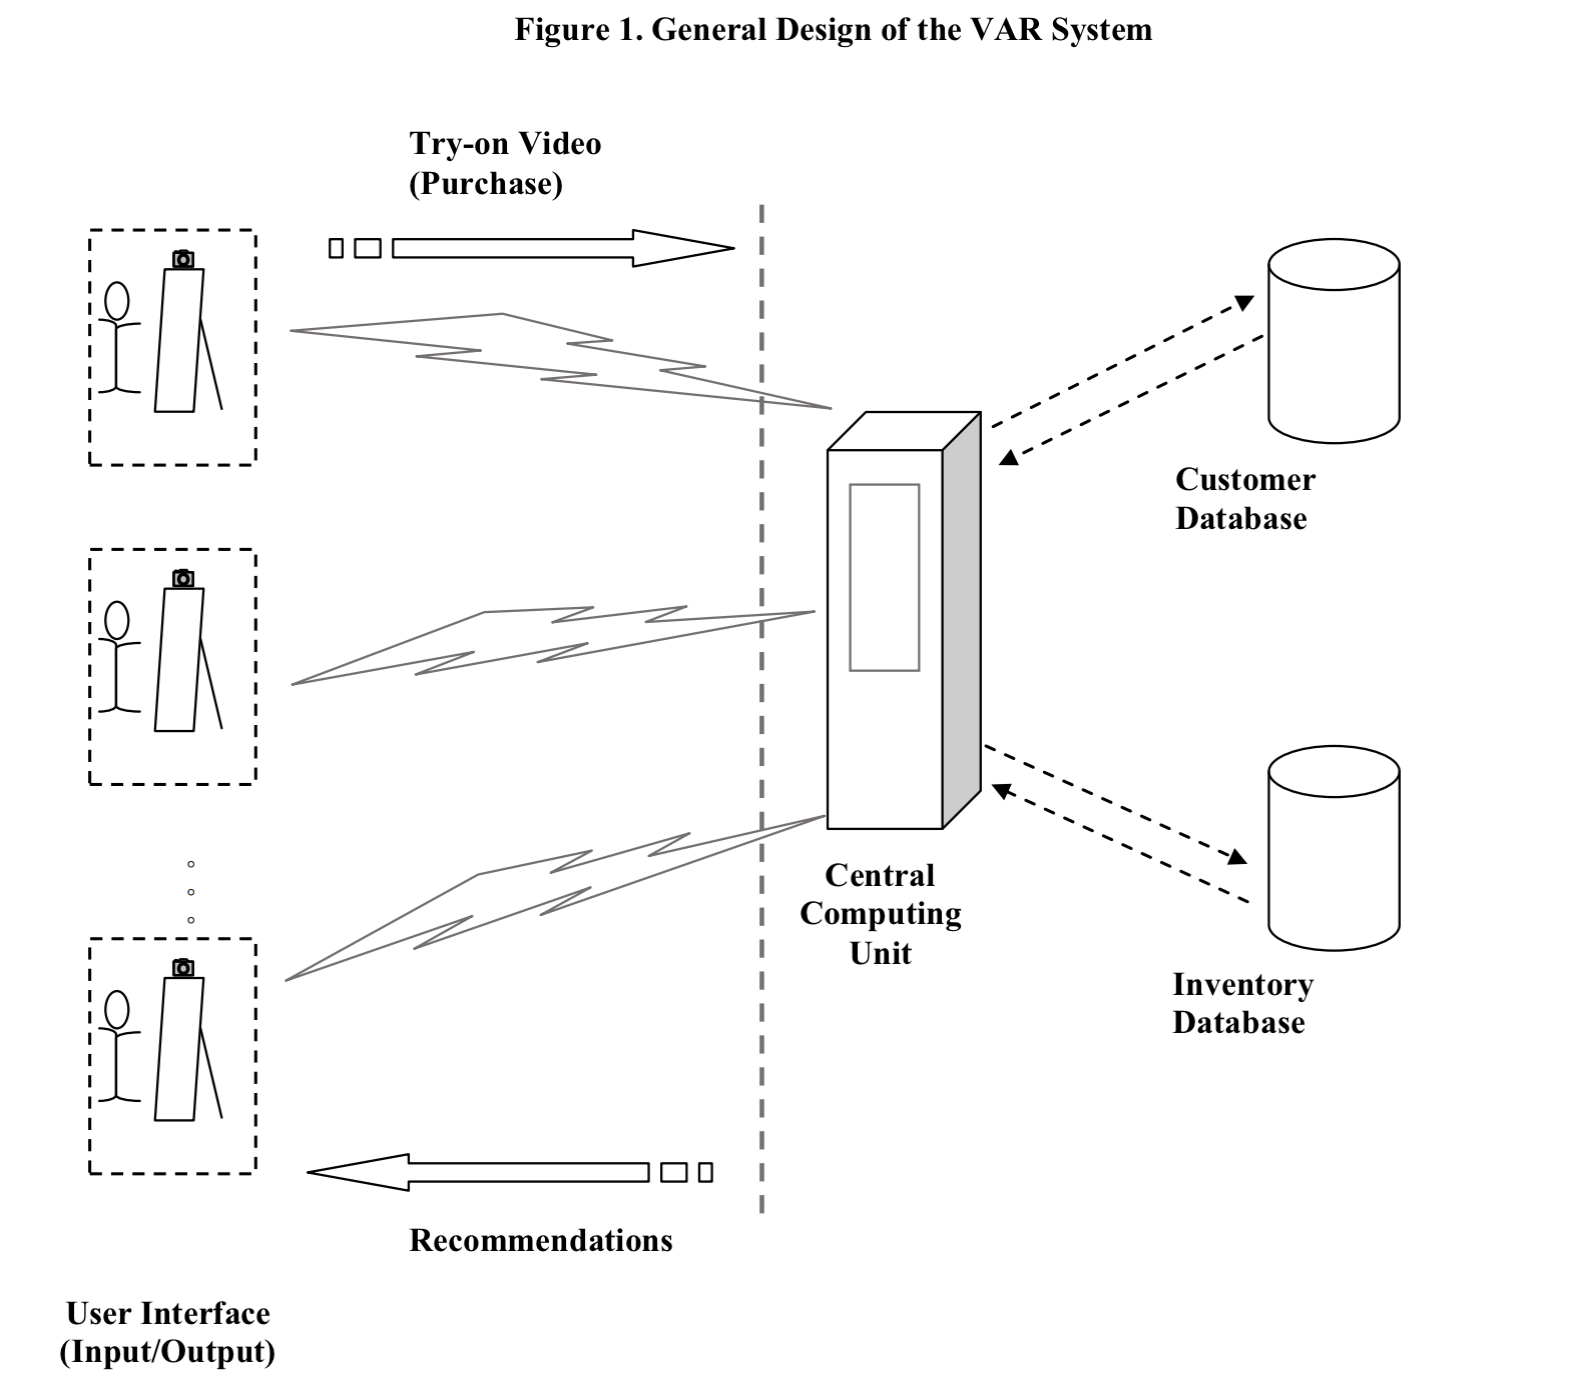 Figure 1. General Design of the VAR System
Try-on Video
(Purchase)
Customer
Database
Central
Computing
Unit
Inventory
Database
Recommendations
User Interface
(Input/Output)